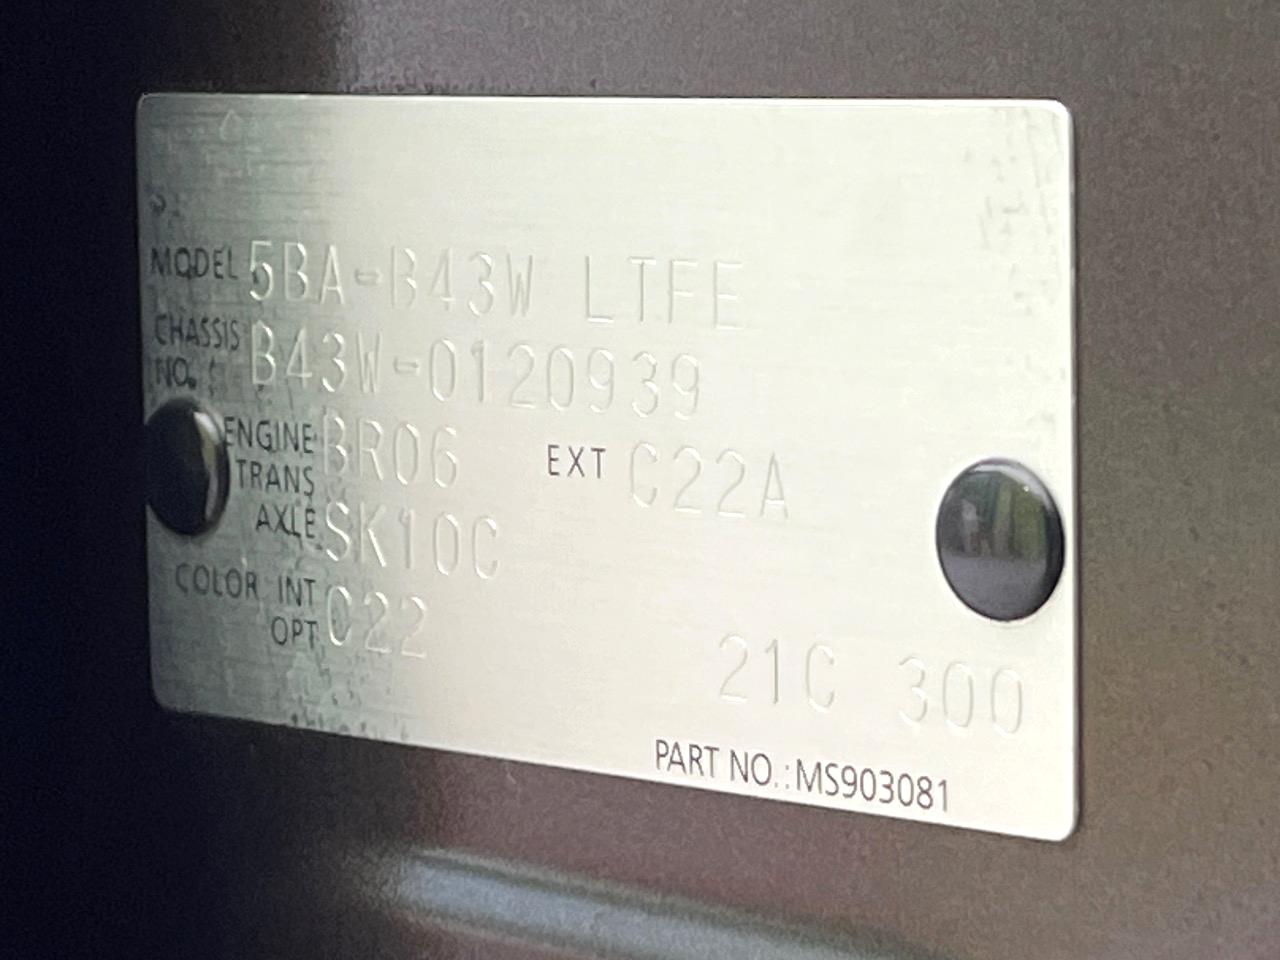 MODEL 5BA-B43W LTFE
CHASSIS NO. B43W-0120939
ENGINE BR06 EXT C22A
TRANS AXLE SK10C
COLOR INT OPT C22
21C 300
PART NO.:MS903081